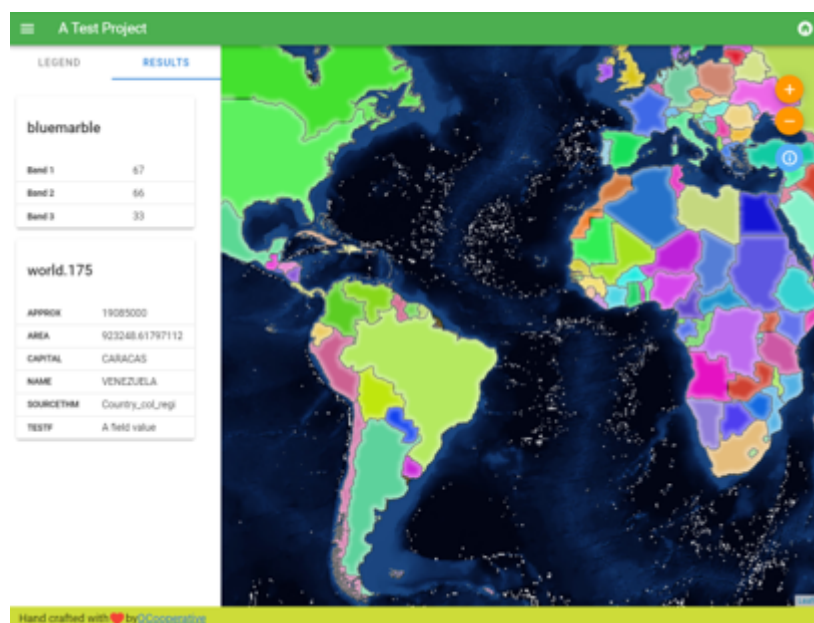 A Test Project
LEGEND RESULTS
bluemarble
Band 1 67
Band 2 66
Band 3 33
world.175
APPROX 19085000
AREA 923248.61797112
CAPITAL CARACAS
NAME VENEZUELA
SOURCETHM Country_col_regi
TESTF A field value
Hand crafted with ❤ by QCooperative